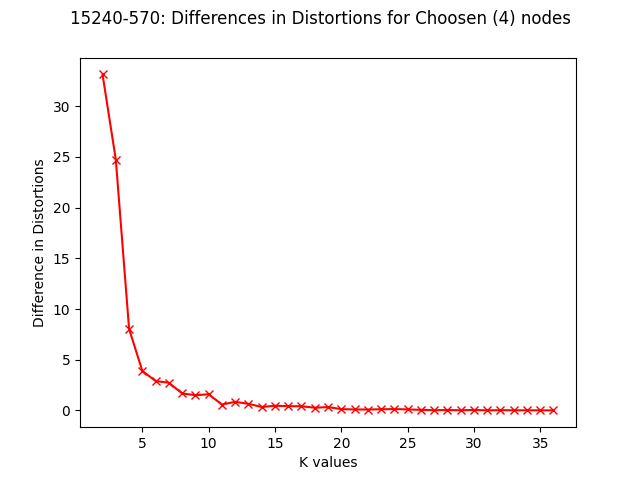 15240-570: Differences in Distortions for Choosen (4) nodes
Difference in Distortions
30
25
20
15
10
5
0
5 10 15 20 25 30 35
K values